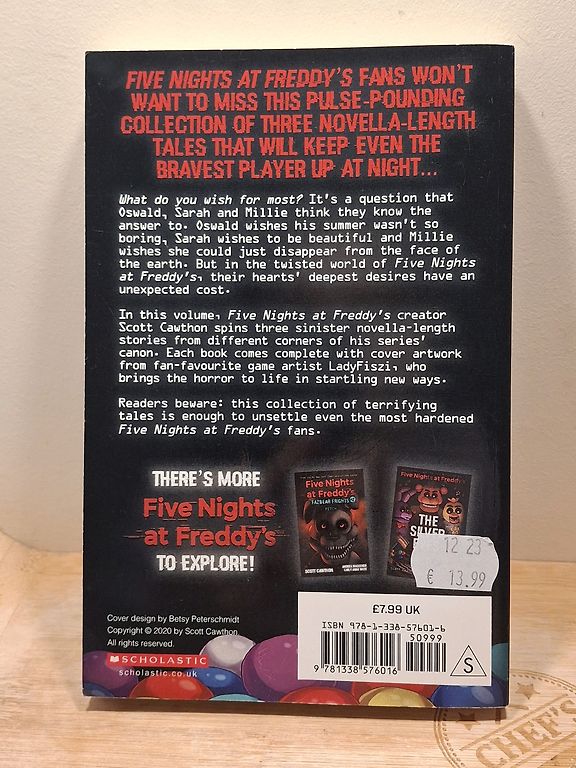 FIVE NIGHTS AT FREDDY'S FANS WON'T
WANT TO MISS THIS PULSE-POUNDING
COLLECTION OF THREE NOVELLA-LENGTH
TALES THAT WILL KEEP EVEN THE
BRAVEST PLAYER UP AT NIGHT...
What do you wish for most? It's a question that
Oswald, Sarah and Millie think they know the
answer to. Oswald wishes his summer wasn't so
boring, Sarah wishes to be beautiful and Millie
wishes she could just disappear from the face of
the earth. But in the twisted world of Five Nights
at Freddy's, their hearts' deepest desires have an
unexpected cost.
In this volume, Five Nights at Freddy's creator
Scott Cawthon spins three sinister novella-length
stories from different corners of his series'
canon. Each book comes complete with cover artwork
from fan-favourite game artist LadyFiszi, who
brings the horror to life in startling new ways.
Readers beware: this collection of terrifying
tales is enough to unsettle even the most hardened
Five Nights at Freddy's fans.
THERE'S MORE
Five Nights
at Freddy's
TO EXPLORE!
Five Nights
at Freddy's
FAZBEAR FRIGHTS
SCOTT CAWTHON
Five Nights at Freddy's
THE
SILVER
12 23
€ 13.99
Cover design by Betsy Peterschmidt
Copyright © 2020 by Scott Cawthon
All rights reserved.
SCHOLASTIC
scholastic.co.uk
£7.99 UK
ISBN 978-1-338-57601-6
50999
9 781338 576016
S
CHEF'S